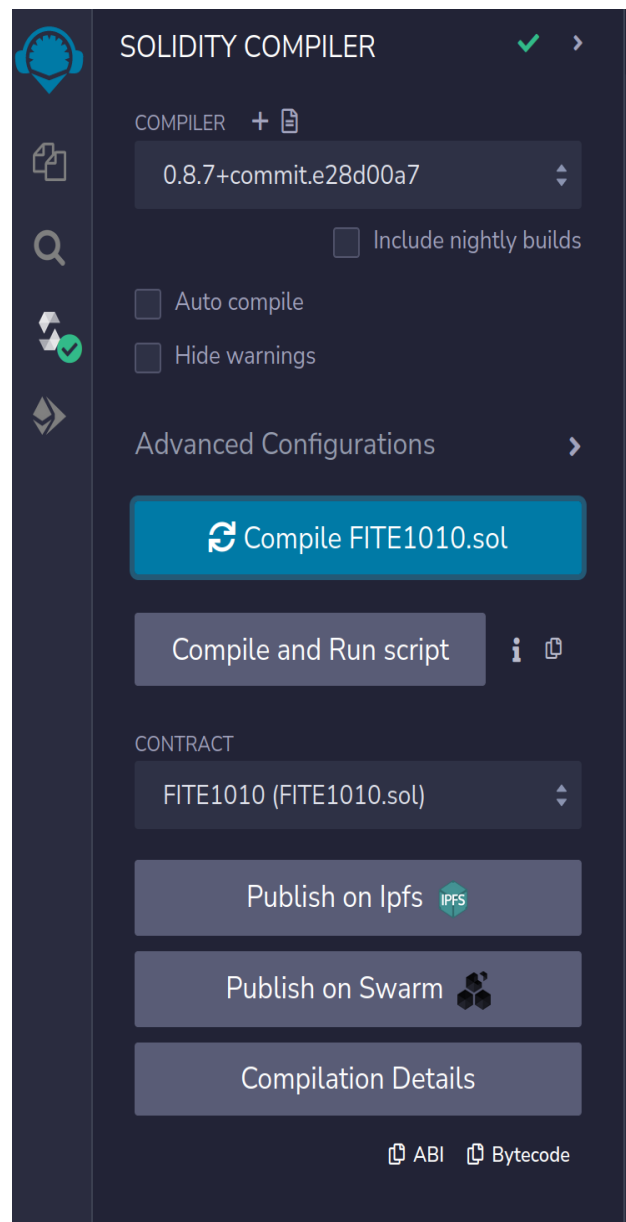 SOLIDITY COMPILER
COMPILER
0.8.7+commit.e28d00a7
Include nightly builds
Auto compile
Hide warnings
Advanced Configurations
Compile FITE1010.sol
Compile and Run script
CONTRACT
FITE1010 (FITE1010.sol)
Publish on Ipfs IPFS
Publish on Swarm
Compilation Details
ABI Bytecode